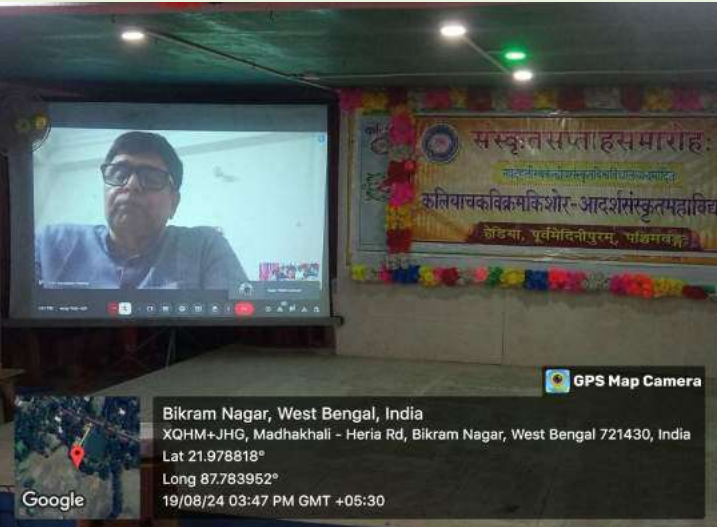 संस्कृतसप्ताहसमारोहः
कलियाचकविक्रमकिशोर-आदर्शसंस्कृतमहाविद्य
हेडिया, पूर्वमेदिनीपुरम्, पश्चिमवङ्गः
GPS Map Camera
Bikram Nagar, West Bengal, India
XQHM+JHG, Madhakhali - Heria Rd, Bikram Nagar, West Bengal 721430, India
Lat 21.978818°
Long 87.783952°
19/08/24 03:47 PM GMT +05:30
Google